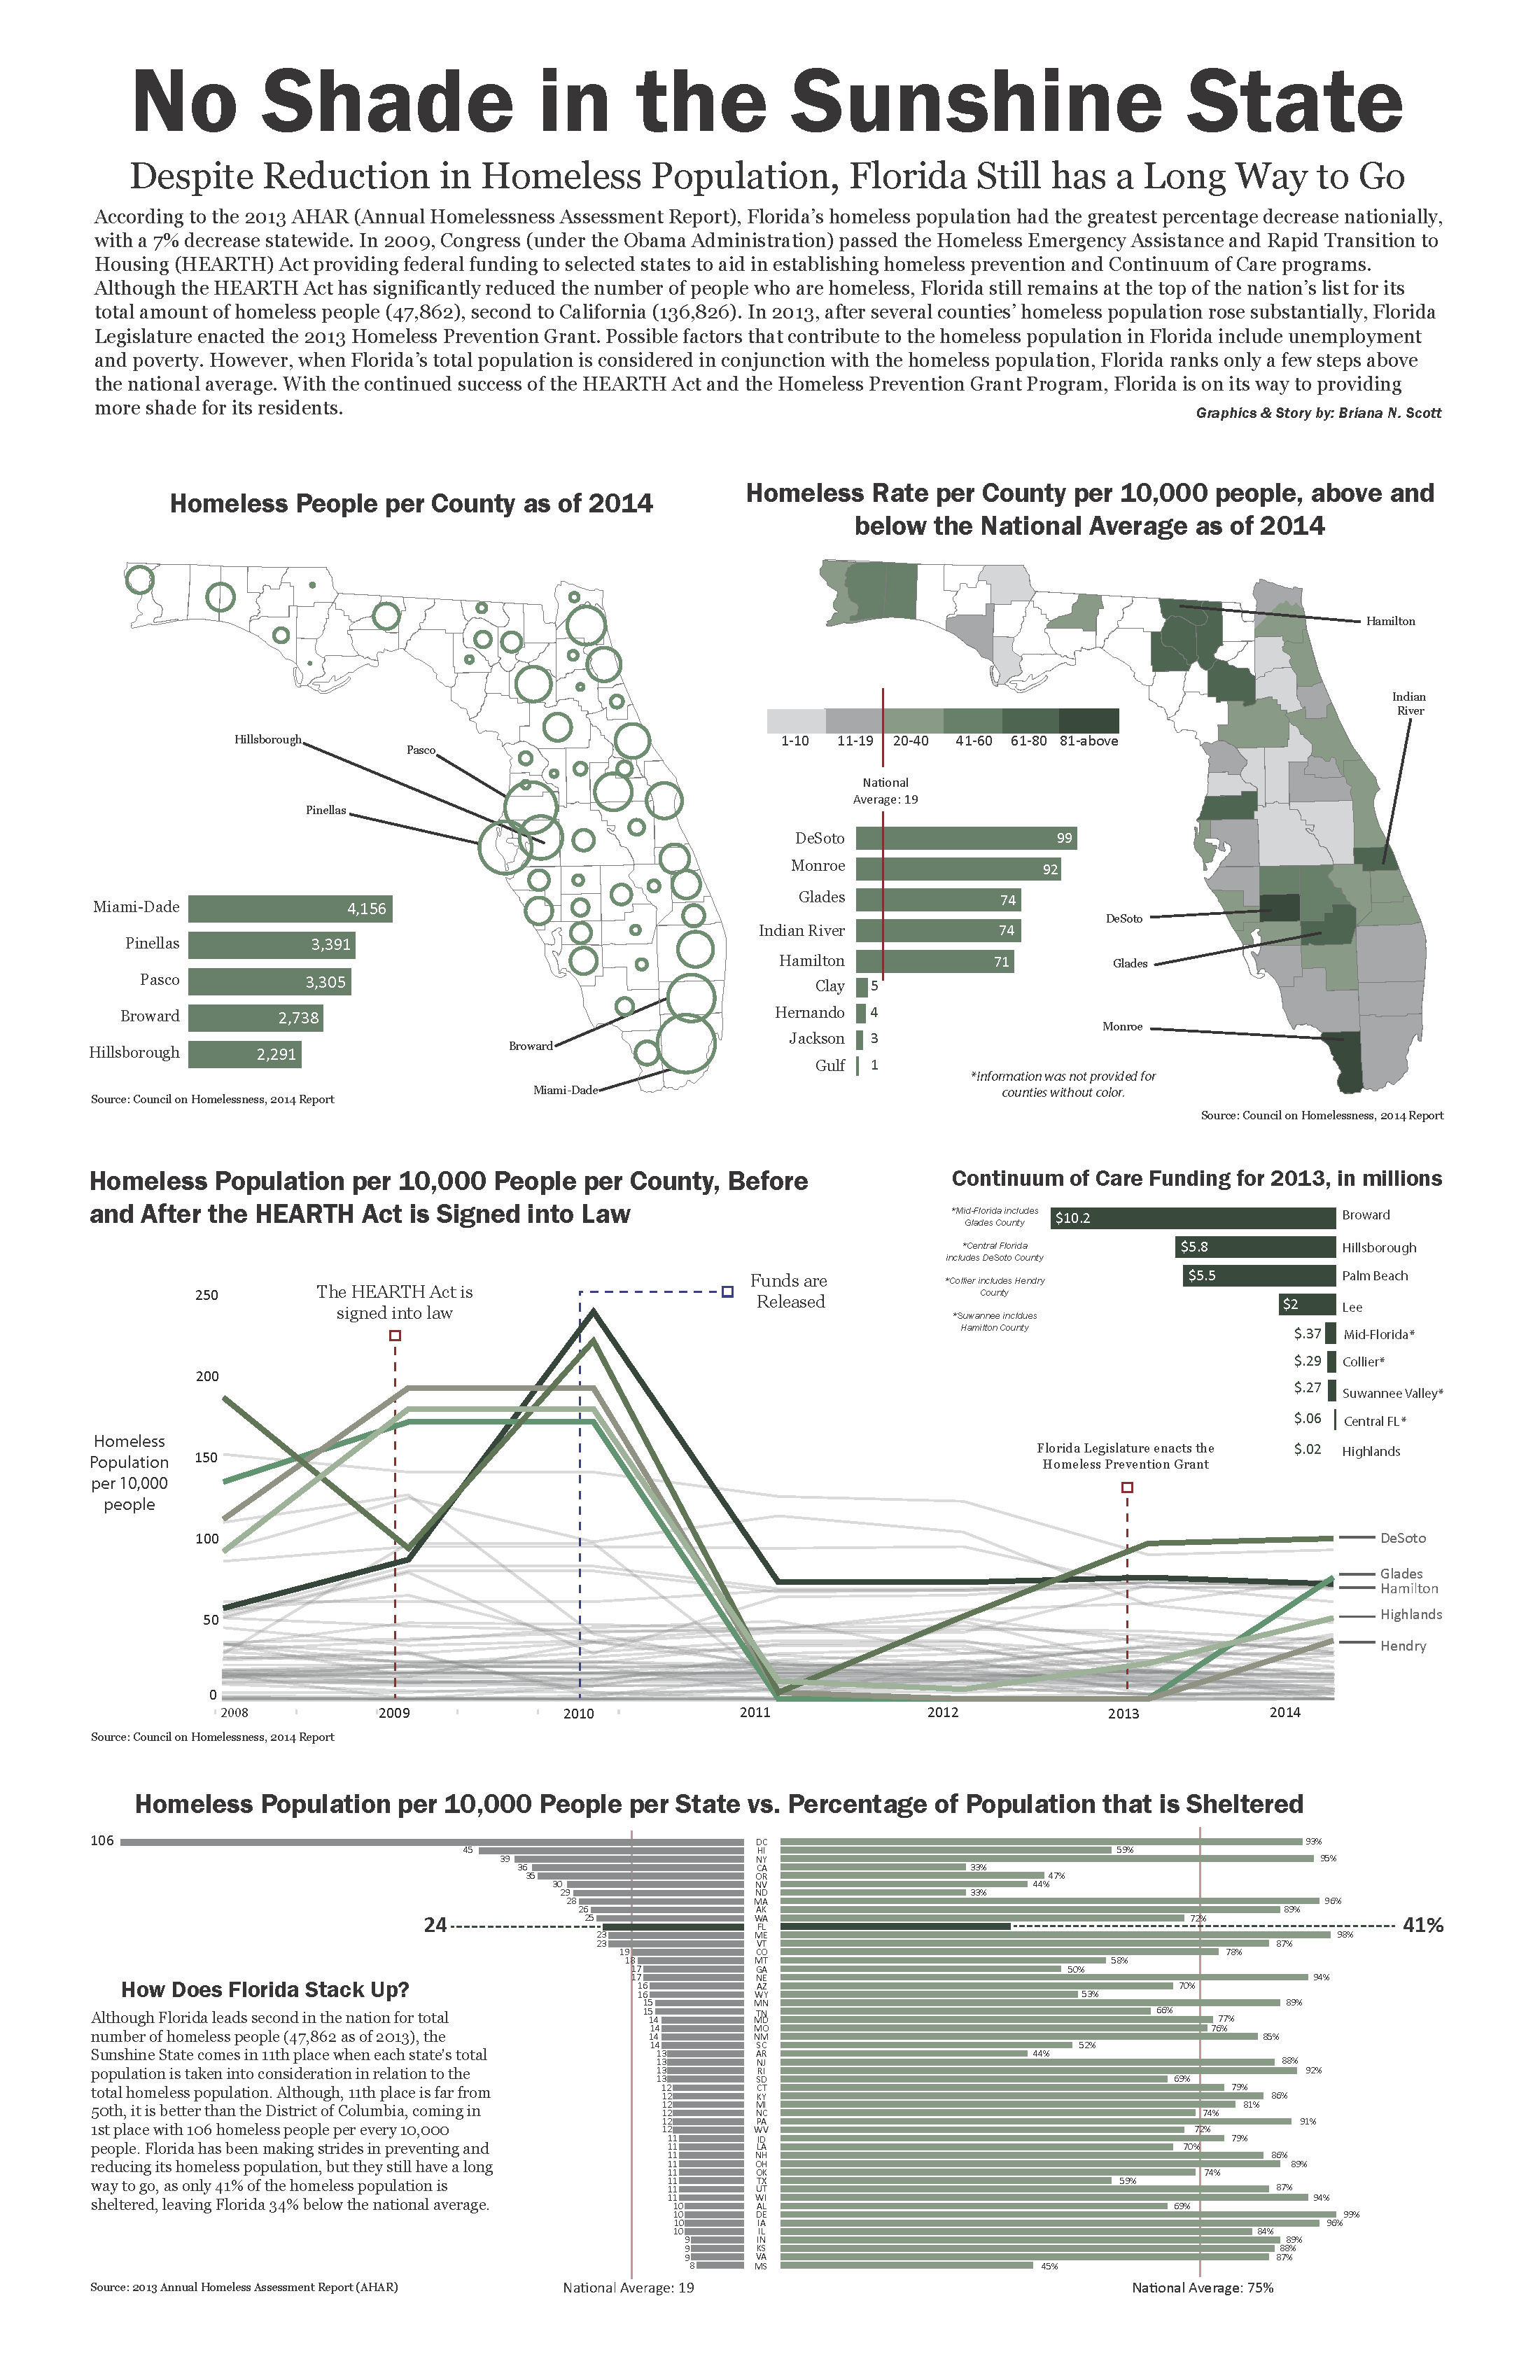 No Shade in the Sunshine State
Despite Reduction in Homeless Population, Florida Still has a Long Way to Go
According to the 2013 AHAR (Annual Homelessness Assessment Report), Florida's homeless population had the greatest percentage decrease nationially,
with a 7% decrease statewide. In 2009, Congress (under the Obama Administration) passed the Homeless Emergency Assistance and Rapid Transition to
Housing (HEARTH) Act providing federal funding to selected states to aid in establishing homeless prevention and Continuum of Care programs.
Although the HEARTH Act has significantly reduced the number of people who are homeless, Florida still remains at the top of the nation's list for its
total amount of homeless people (47,862), second to California (136,826). In 2013, after several counties' homeless population rose substantially, Florida
Legislature enacted the 2013 Homeless Prevention Grant. Possible factors that contribute to the homeless population in Florida include unemployment
and poverty. However, when Florida's total population is considered in conjunction with the homeless population, Florida ranks only a few steps above
the national average. With the continued success of the HEARTH Act and the Homeless Prevention Grant Program, Florida is on its way to providing
more shade for its residents.
Graphics & Story by: Briana N. Scott
Homeless People per County as of 2014
Hillsborough
Pasco
Pinellas
Broward
Miami-Dade
Miami-Dade 4,156
Pinellas 3,391
Pasco 3,305
Broward 2,738
Hillsborough 2,291
Source: Council on Homelessness, 2014 Report
Homeless Rate per County per 10,000 people, above and
below the National Average as of 2014
Hamilton
Indian
River
1-10 11-19 20-40 41-60 61-80 81-above
National
Average: 19
DeSoto 99
Monroe 92
Glades 74
Indian River 74
Hamilton 71
Clay 5
Hernando 4
Jackson 3
Gulf 1
DeSoto
Glades
Monroe
*Information was not provided for
counties without color.
Source: Council on Homelessness, 2014 Report
Homeless Population per 10,000 People per County, Before
and After the HEARTH Act is Signed into Law
The HEARTH Act is
signed into law
Funds are
Released
Homeless
Population
per 10,000
people
250
200
150
100
50
0
2008 2009 2010 2011 2012 2013 2014
Florida Legislature enacts the
Homeless Prevention Grant
DeSoto
Glades
Hamilton
Highlands
Hendry
Source: Council on Homelessness, 2014 Report
Continuum of Care Funding for 2013, in millions
*Mid-Florida includes
Glades County
*Central Florida
includes DeSoto County
*Collier includes Hendry
County
*Suwannee incldues
Hamilton County
$10.2 Broward
$5.8 Hillsborough
$5.5 Palm Beach
$2 Lee
$.37 Mid-Florida*
$.29 Collier*
$.27 Suwannee Valley*
$.06 Central FL*
$.02 Highlands
Homeless Population per 10,000 People per State vs. Percentage of Population that is Sheltered
106 DC 93%
45 HI 59%
39 NY 95%
36 CA 33%
35 OR 47%
30 NV 44%
29 ND 33%
28 MA 96%
26 AK 89%
25 WA 72%
24 FL 41%
23 ME 98%
23 VT 87%
19 CO 78%
18 MT 58%
17 GA 50%
17 NE 94%
16 AZ 70%
16 WY 53%
15 MN 89%
15 TN 66%
14 MD 77%
14 MO 76%
14 NM 85%
14 SC 52%
13 AR 44%
13 NJ 88%
13 RI 92%
13 SD 69%
12 CT 79%
12 KY 86%
12 MI 81%
12 NC 74%
12 PA 91%
12 WV 72%
11 ID 79%
11 LA 70%
11 NH 86%
11 OH 89%
11 OK 74%
11 TX 59%
11 UT 87%
11 WI 94%
10 AL 69%
10 DE 99%
10 IA 96%
10 IL 84%
9 IN 89%
9 KS 88%
9 VA 87%
8 MS 45%
National Average: 19
National Average: 75%
How Does Florida Stack Up?
Although Florida leads second in the nation for total
number of homeless people (47,862 as of 2013), the
Sunshine State comes in 11th place when each state's total
population is taken into consideration in relation to the
total homeless population. Although, 11th place is far from
50th, it is better than the District of Columbia, coming in
1st place with 106 homeless people per every 10,000
people. Florida has been making strides in preventing and
reducing its homeless population, but they still have a long
way to go, as only 41% of the homeless population is
sheltered, leaving Florida 34% below the national average.
Source: 2013 Annual Homeless Assessment Report (AHAR)